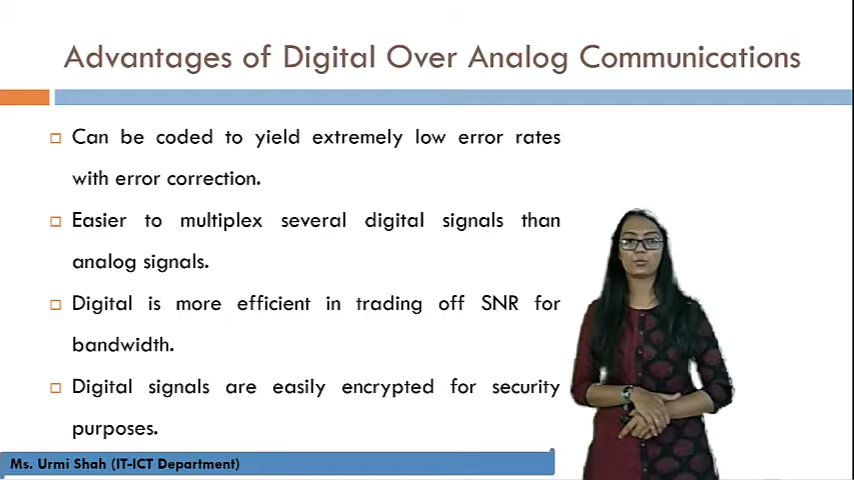 Advantages of Digital Over Analog Communications
Can be coded to yield extremely low error rates
with error correction.
Easier to multiplex several digital signals than
analog signals.
Digital is more efficient in trading off SNR for
bandwidth.
Digital signals are easily encrypted for security
purposes.
Ms. Urmi Shah (IT-ICT Department)